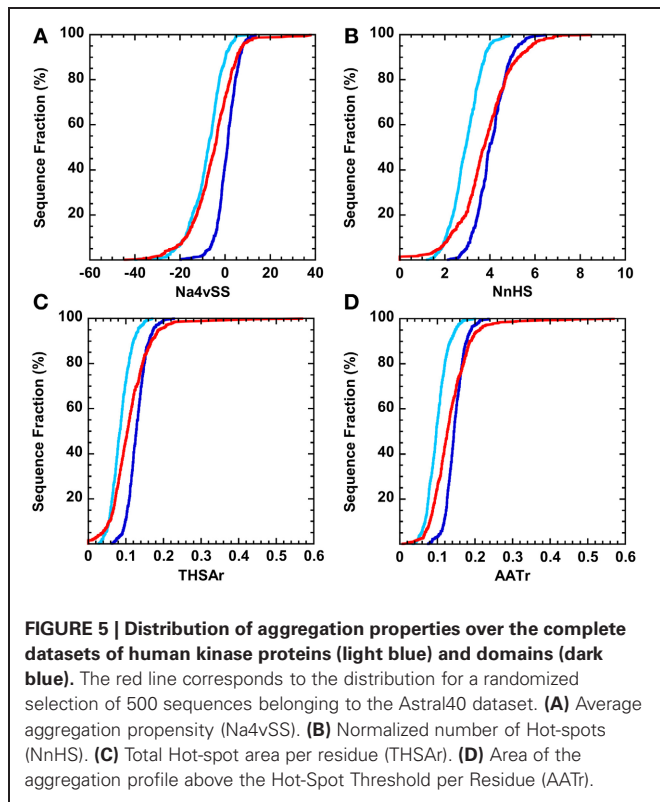 A
B
100
80
60
40
20
Sequence Fraction (%)
-60
-40
-20
0
20
40
Na4vSS
100
80
60
40
20
Sequence Fraction (%)
0
2
4
6
8
10
NnHS
C
D
100
80
60
40
20
Sequence Fraction (%)
0
0.1
0.2
0.3
0.4
0.5
0.6
THSAr
100
80
60
40
20
Sequence Fraction (%)
0
0.1
0.2
0.3
0.4
0.5
0.6
AATr
FIGURE 5 | Distribution of aggregation properties over the complete
datasets of human kinase proteins (light blue) and domains (dark
blue). The red line corresponds to the distribution for a randomized
selection of 500 sequences belonging to the Astral40 dataset. (A) Average
aggregation propensity (Na4vSS). (B) Normalized number of Hot-spots
(NnHS). (C) Total Hot-spot area per residue (THSAr). (D) Area of the
aggregation profile above the Hot-Spot Threshold per Residue (AATr).